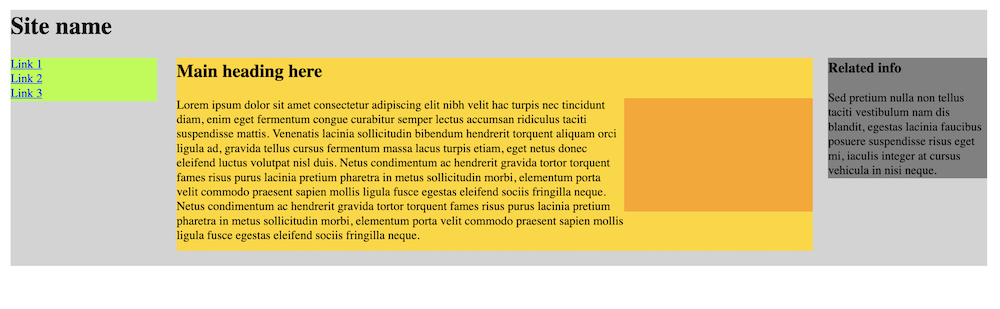 Site name
Link 1
Link 2
Link 3
Main heading here
Lorem ipsum dolor sit amet consectetur adipiscing elit nibh velit hac turpis nec tincidunt
diam, enim eget fermentum congue curabitur semper lectus accumsan ridiculus taciti
suspendisse mattis. Venenatis lacinia sollicitudin bibendum hendrerit torquent aliquam orci
ligula ad, gravida tellus cursus fermentum massa lacus turpis etiam, eget netus donec
eleifend luctus volutpat nisl duis. Netus condimentum ac hendrerit gravida tortor torquent
fames risus purus lacinia pretium pharetra in metus sollicitudin morbi, elementum porta
velit commodo praesent sapien mollis ligula fusce egestas eleifend sociis fringilla neque.
Netus condimentum ac hendrerit gravida tortor torquent fames risus purus lacinia pretium
pharetra in metus sollicitudin morbi, elementum porta velit commodo praesent sapien mollis
ligula fusce egestas eleifend sociis fringilla neque.
Related info
Sed pretium nulla non tellus
taciti vestibulum nam dis
blandit, egestas lacinia faucibus
posuere suspendisse risus eget
mi, iaculis integer at cursus
vehicula in nisi neque.